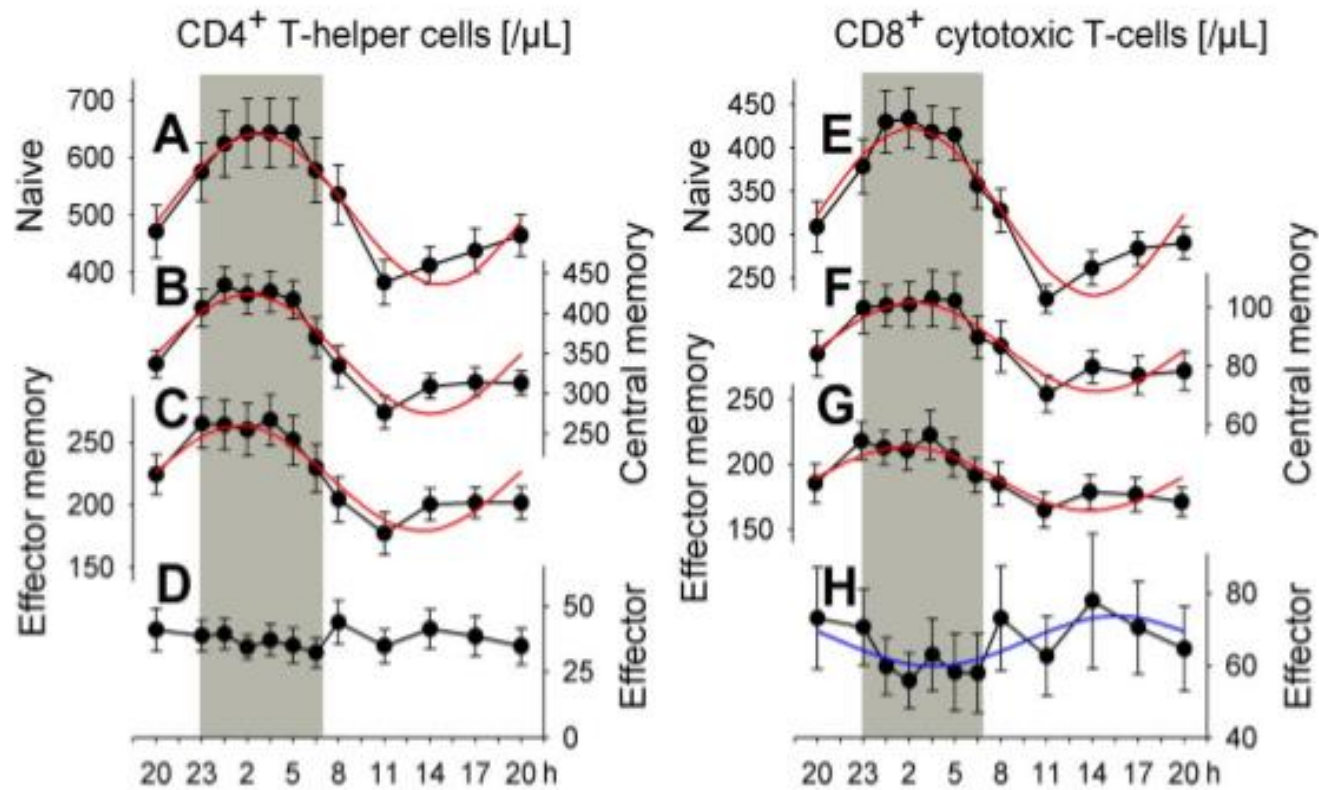 CD4+ T-helper cells [/µL]
CD8+ cytotoxic T-cells [/µL]
A
B
C
D
Naive
700
600
500
400
Central memory
450
400
350
300
250
Effector memory
250
200
150
Effector
50
25
0
20 23 2 5 8 11 14 17 20 h
E
F
G
H
Naive
450
400
350
300
250
Central memory
100
80
60
Effector memory
250
200
150
Effector
80
60
40
20 23 2 5 8 11 14 17 20 h